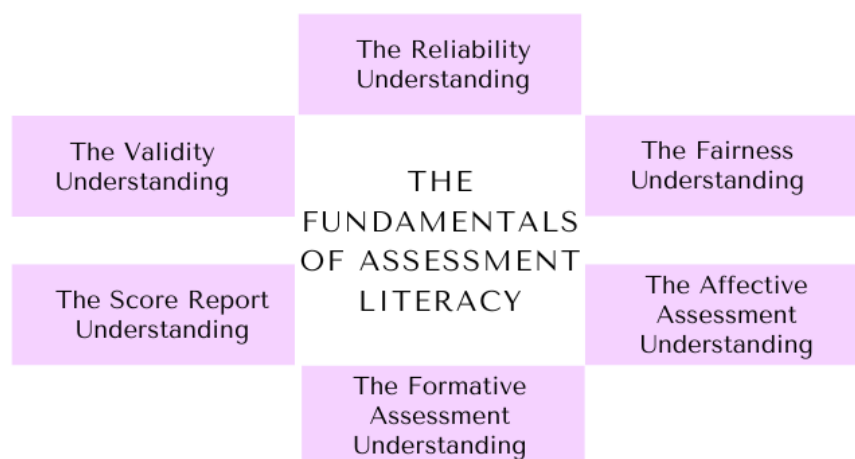 The Reliability
Understanding
The Validity
Understanding
The Fairness
Understanding
THE
FUNDAMENTALS
OF ASSESSMENT
LITERACY
The Score Report
Understanding
The Affective
Assessment
Understanding
The Formative
Assessment
Understanding